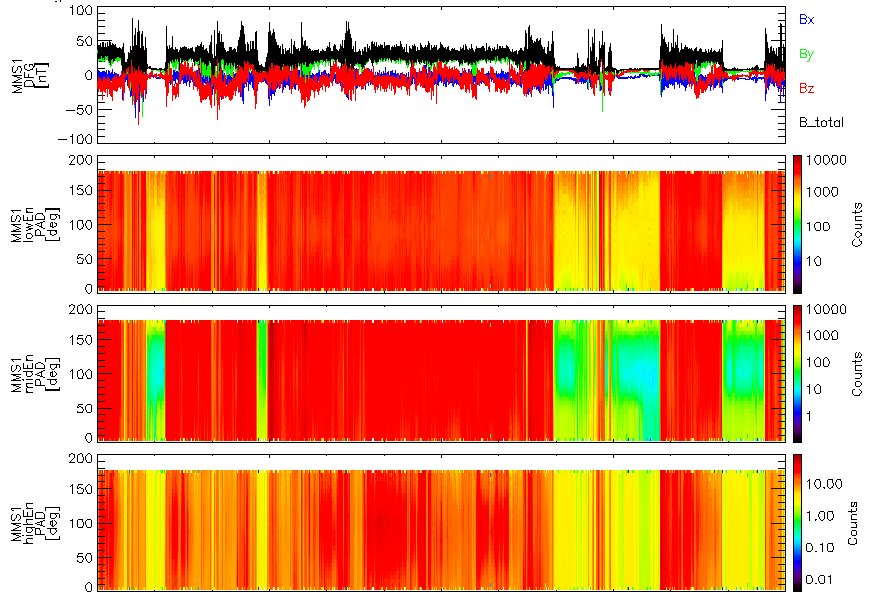 100
50
0
−50
−100
MMS1
DFG
[nT]
Bx
By
Bz
B_total
200
150
100
50
0
MMS1
lowEn
PAD
[deg]
10000
1000
100
10
Counts
200
150
100
50
0
MMS1
midEn
PAD
[deg]
10000
1000
100
10
1
Counts
200
150
100
50
0
MMS1
highEn
PAD
[deg]
10.00
1.00
0.10
0.01
Counts